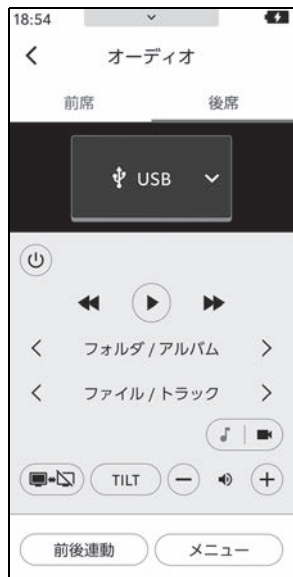 18:54
オーディオ
前席 後席
USB
フォルダ / アルバム
ファイル / トラック
TILT
前後連動 メニュー